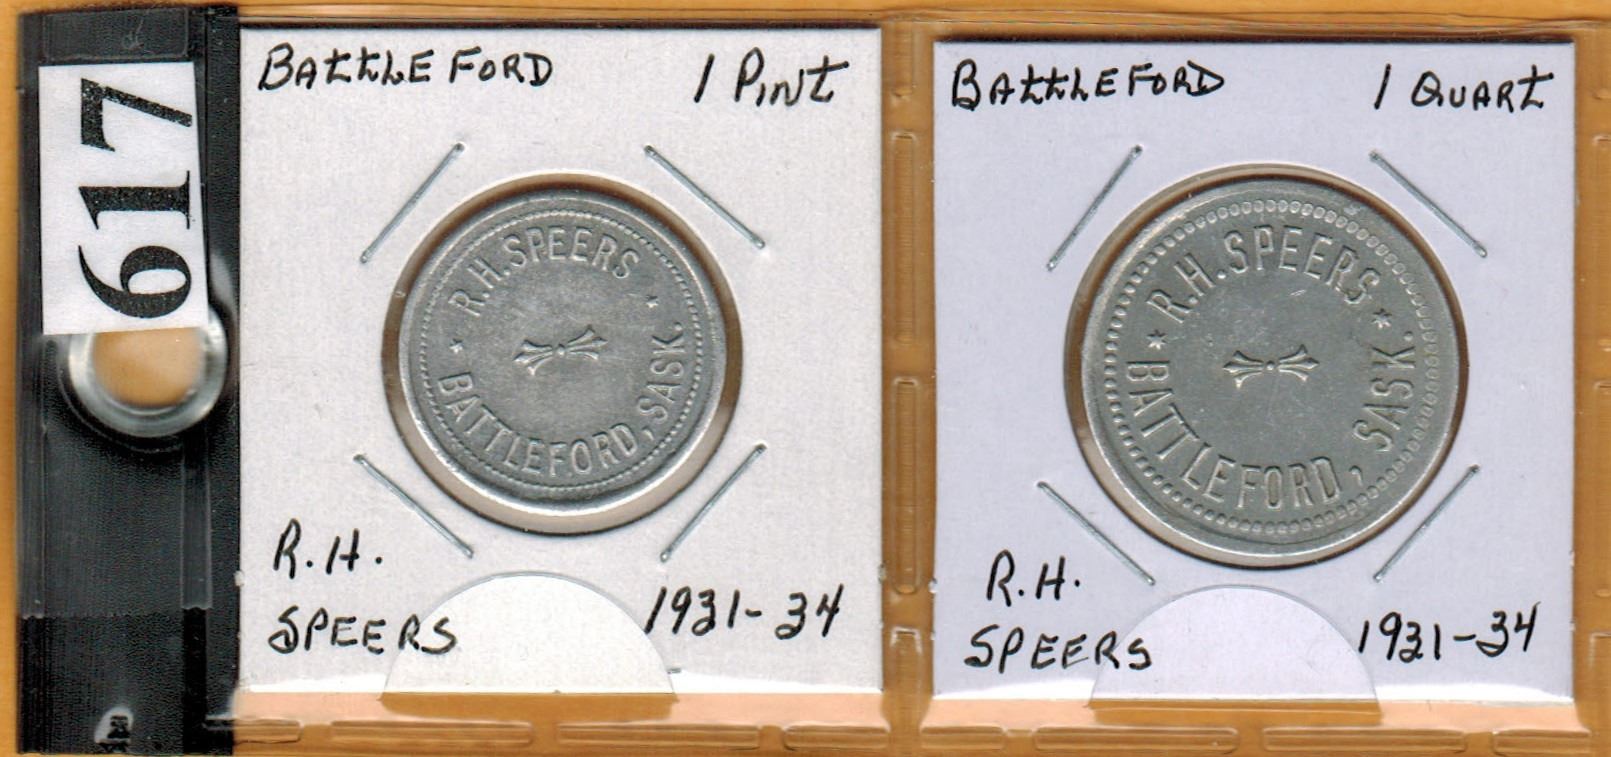 617
BATTLEFORD 1 PINT
R.H. SPEERS
BATTLEFORD, SASK.
R.H.
SPEERS 1931-34
BATTLEFORD 1 QUART
R.H. SPEERS
BATTLEFORD, SASK.
R.H.
SPEERS 1931-34